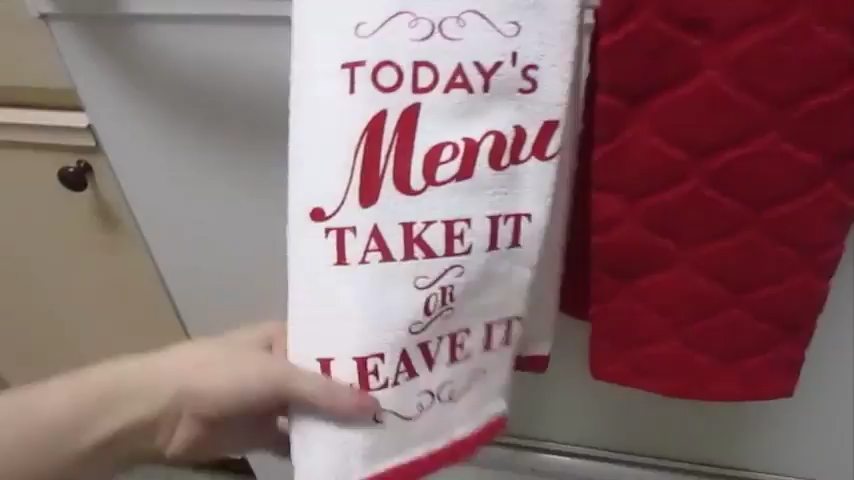 TODAY'S
Menu
TAKE IT
OR
LEAVE IT